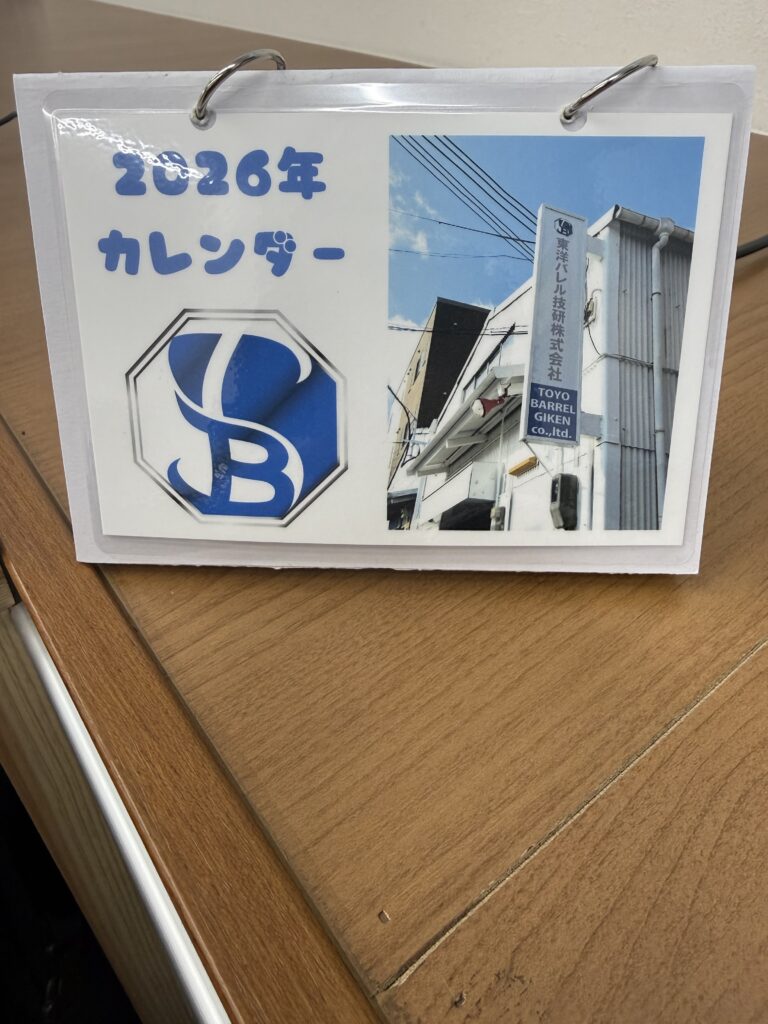 2026年
カレンダー
東洋バレル技研株式会社
TOYO
BARREL
GIKEN
co.,ltd.